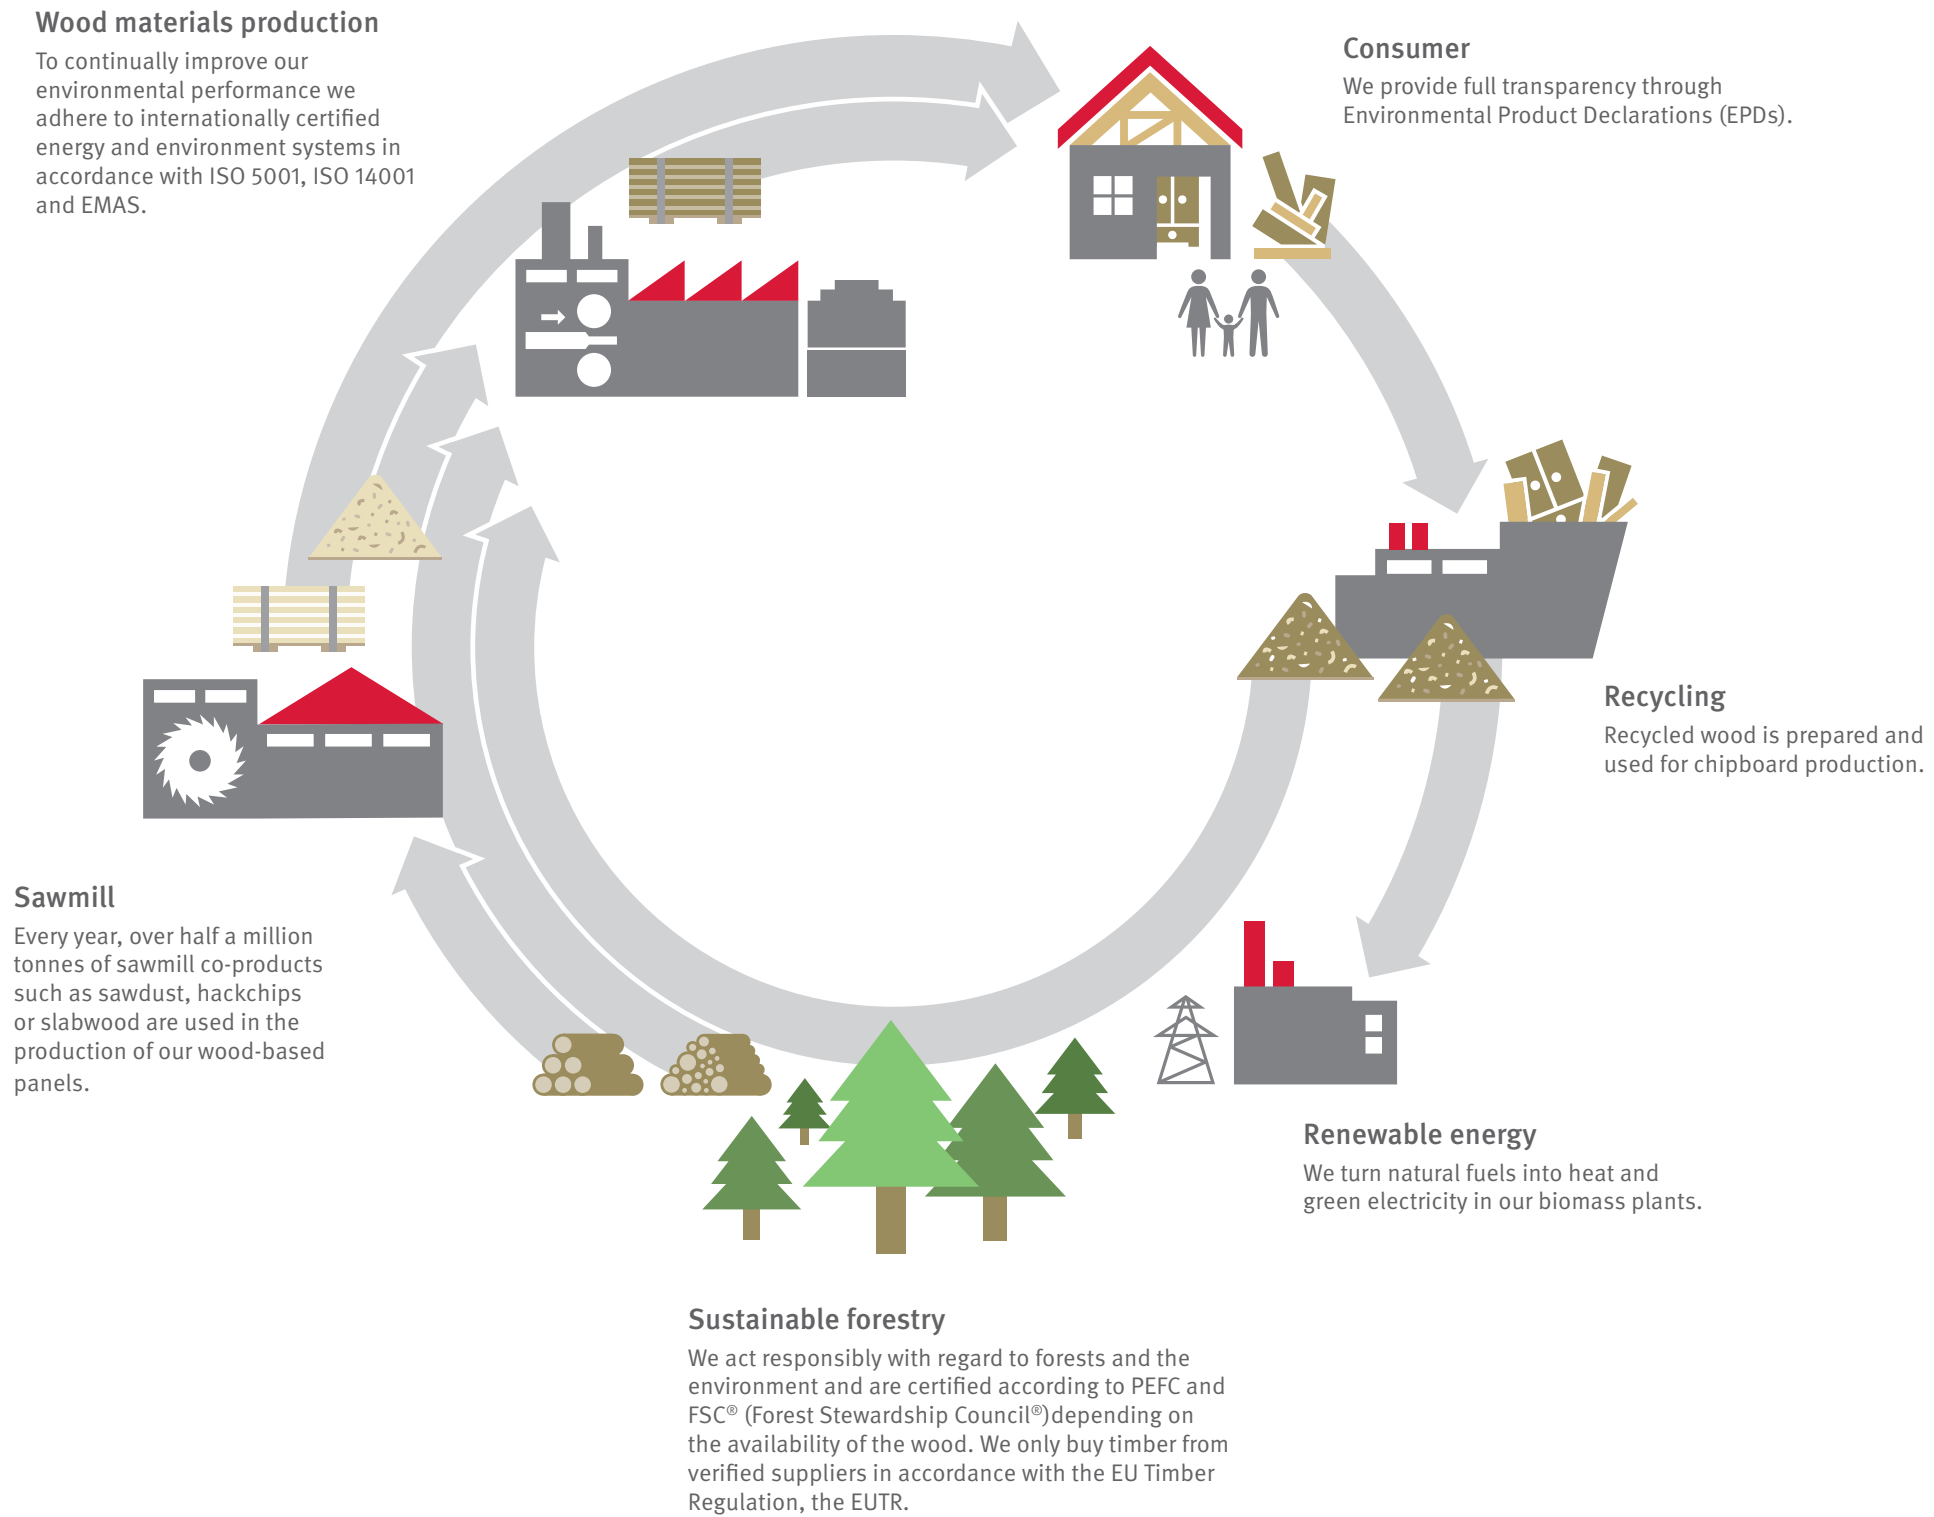 Wood materials production
To continually improve our
environmental performance we
adhere to internationally certified
energy and environment systems in
accordance with ISO 5001, ISO 14001
and EMAS.
Consumer
We provide full transparency through
Environmental Product Declarations (EPDs).
Recycling
Recycled wood is prepared and
used for chipboard production.
Sawmill
Every year, over half a million
tonnes of sawmill co-products
such as sawdust, hackchips
or slabwood are used in the
production of our wood-based
panels.
Renewable energy
We turn natural fuels into heat and
green electricity in our biomass plants.
Sustainable forestry
We act responsibly with regard to forests and the
environment and are certified according to PEFC and
FSC® (Forest Stewardship Council®)depending on
the availability of the wood. We only buy timber from
verified suppliers in accordance with the EU Timber
Regulation, the EUTR.